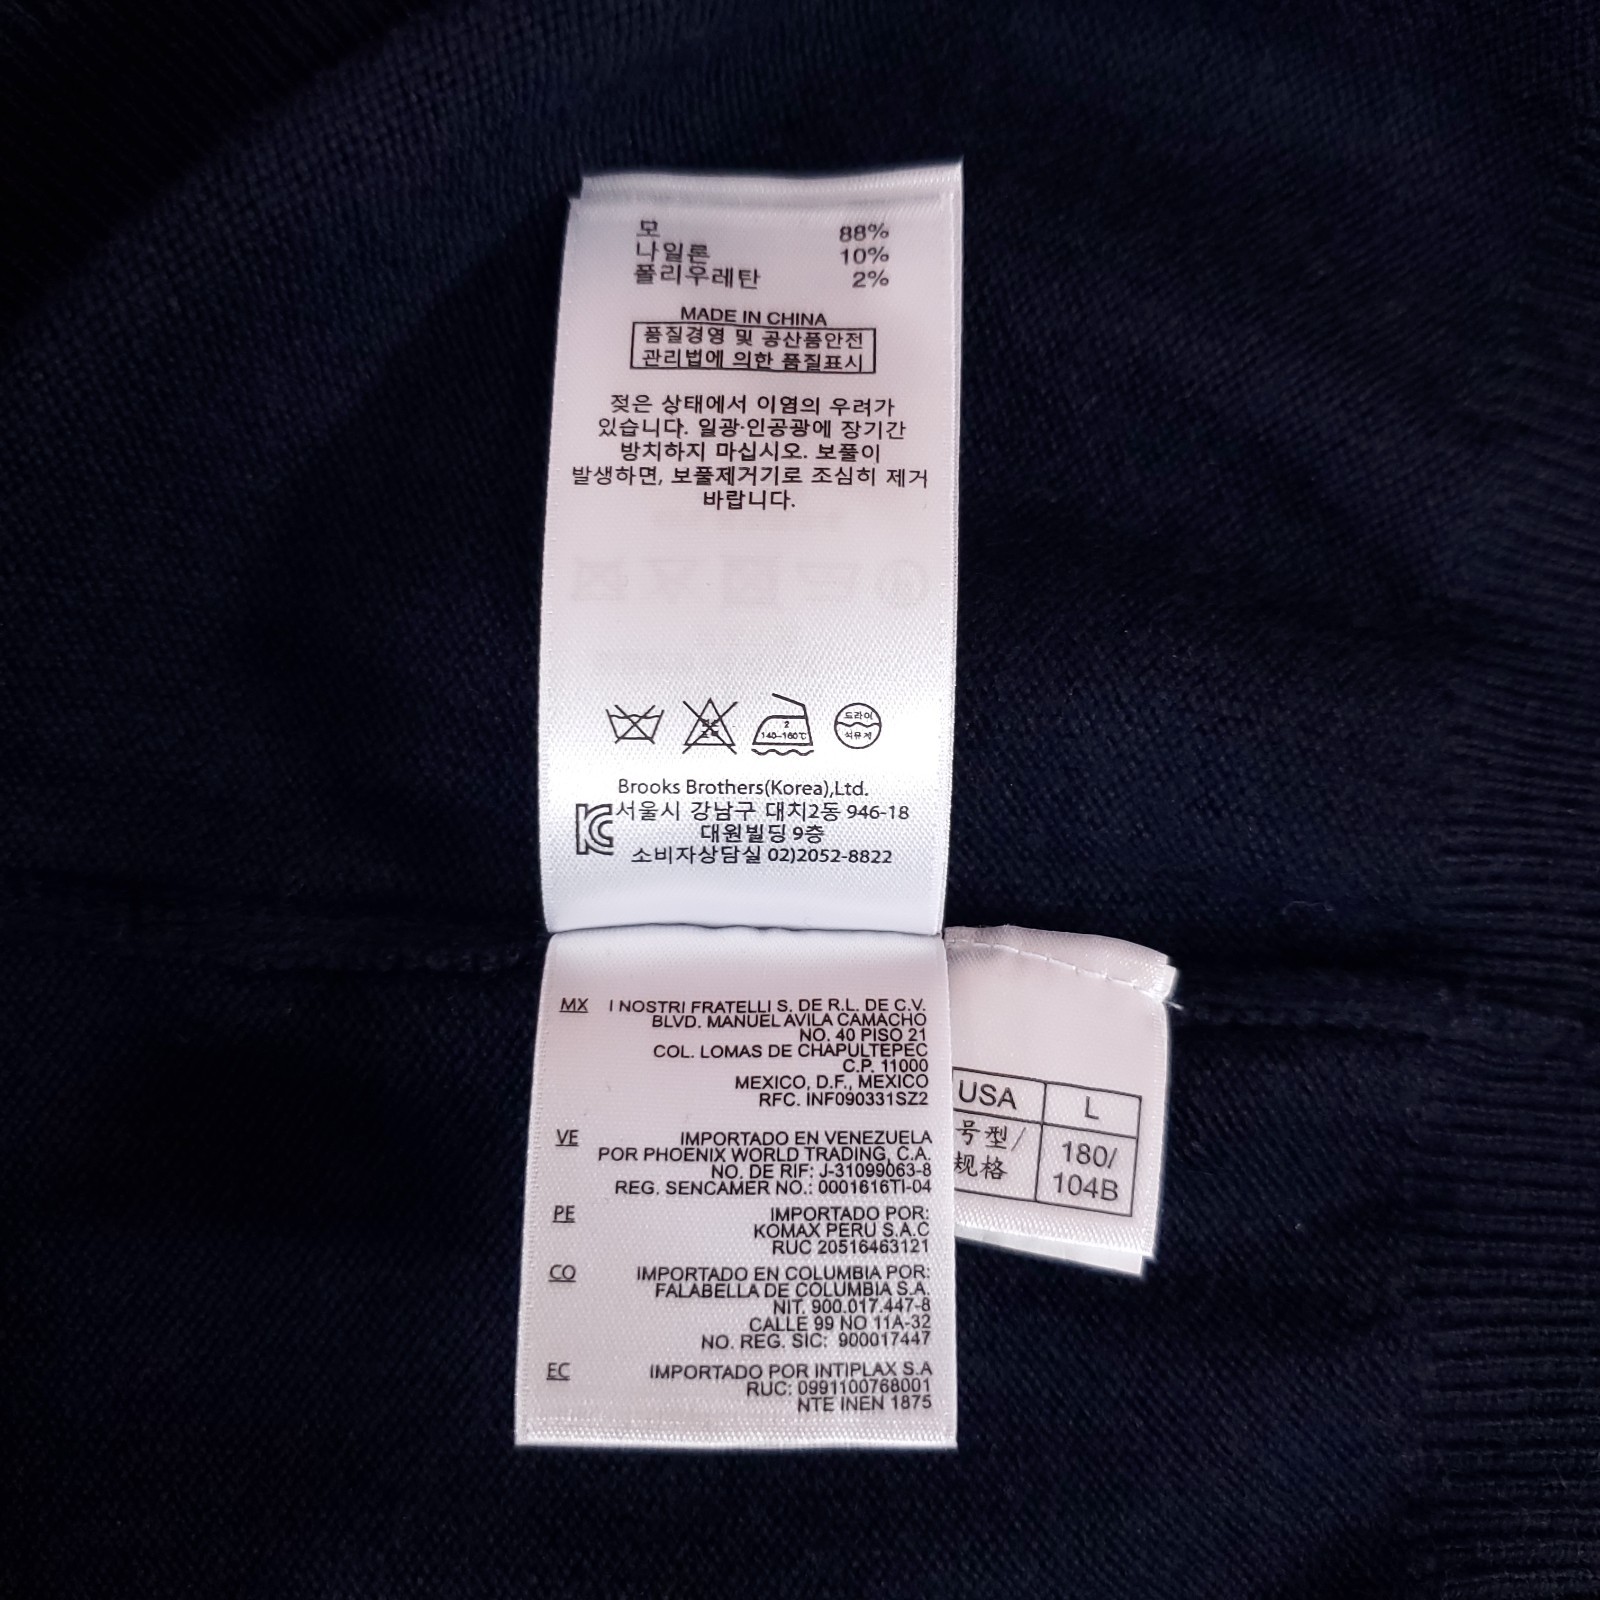 모 88%
나일론 10%
폴리우레탄 2%
MADE IN CHINA
품질경영 및 공산품안전
관리법에 의한 품질표시
젖은 상태에서 이염의 우려가
있습니다. 일광·인공광에 장기간
방치하지 마십시오. 보풀이
발생하면, 보풀제거기로 조심히 제거
바랍니다.
2
140~160℃
드라이
석유계
Brooks Brothers(Korea),Ltd.
서울시 강남구 대치2동 946-18
대원빌딩 9층
소비자상담실 02)2052-8822
MX I NOSTRI FRATELLI S. DE R.L. DE C.V.
BLVD. MANUEL AVILA CAMACHO
NO. 40 PISO 21
COL. LOMAS DE CHAPULTEPEC
C.P. 11000
MEXICO, D.F., MEXICO
RFC. INF090331SZ2
VE IMPORTADO EN VENEZUELA
POR PHOENIX WORLD TRADING, C.A.
NO. DE RIF: J-31099063-8
REG. SENCAMER NO.: 0001616TI-04
PE IMPORTADO POR:
KOMAX PERU S.A.C
RUC 20516463121
CO IMPORTADO EN COLUMBIA POR:
FALABELLA DE COLUMBIA S.A.
NIT. 900.017.447-8
CALLE 99 NO 11A-32
NO. REG. SIC: 900017447
EC IMPORTADO POR INTIPLAX S.A
RUC: 0991100768001
NTE INEN 1875
USA L
号型/ 180/
规格 104B